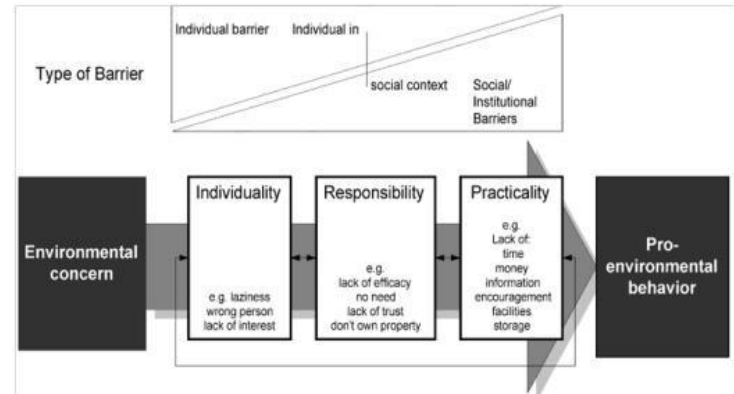 Individual barrier
Individual in
Type of Barrier
social context
Social/
Institutional
Barriers
Individuality
Responsibility
Practicality
Environmental
concern
e.g. laziness
wrong person
lack of interest
e.g.
lack of efficacy
no need
lack of trust
don't own property
e.g.
Lack of:
time
money
information
encouragement
facilities
storage
Pro-
environmental
behavior